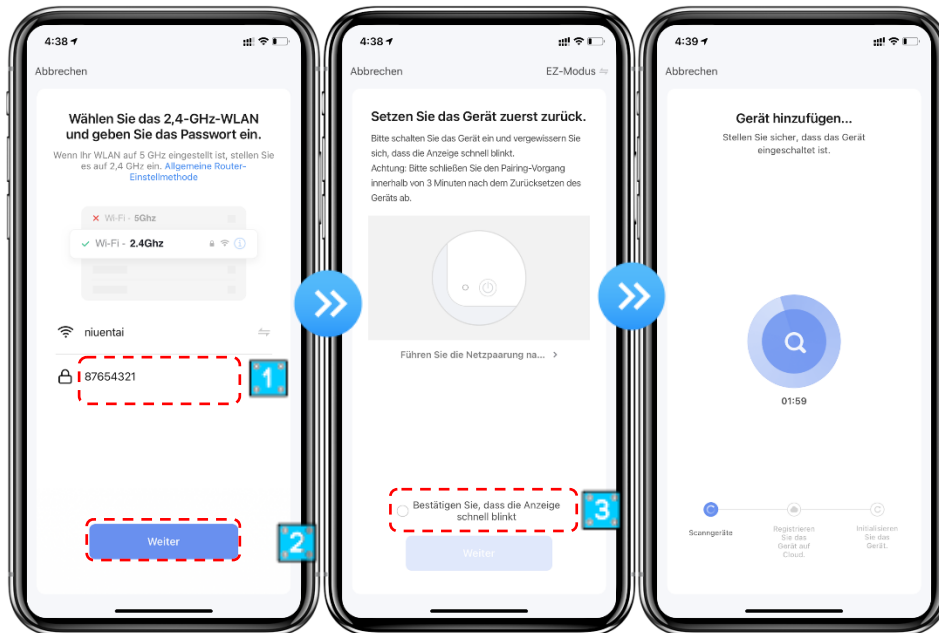 4:38
Abbrechen
Wählen Sie das 2,4-GHz-WLAN
und geben Sie das Passwort ein.
Wenn Ihr WLAN auf 5 GHz eingestellt ist, stellen Sie
es auf 2,4 GHz ein. Allgemeine Router-
Einstellmethode
Wi-Fi - 5Ghz
Wi-Fi - 2.4Ghz
niuentai
87654321
1
Weiter
2
4:38
Abbrechen
EZ-Modus
Setzen Sie das Gerät zuerst zurück.
Bitte schalten Sie das Gerät ein und vergewissern Sie
sich, dass die Anzeige schnell blinkt.
Achtung: Bitte schließen Sie den Pairing-Vorgang
innerhalb von 3 Minuten nach dem Zurücksetzen des
Geräts ab.
Führen Sie die Netzpaarung na...
Bestätigen Sie, dass die Anzeige
schnell blinkt
3
Weiter
4:39
Abbrechen
Gerät hinzufügen...
Stellen Sie sicher, dass das Gerät
eingeschaltet ist.
01:59
Scanngeräte
Registrieren
Sie das
Gerät auf
Cloud.
Initialisieren
Sie das
Gerät.